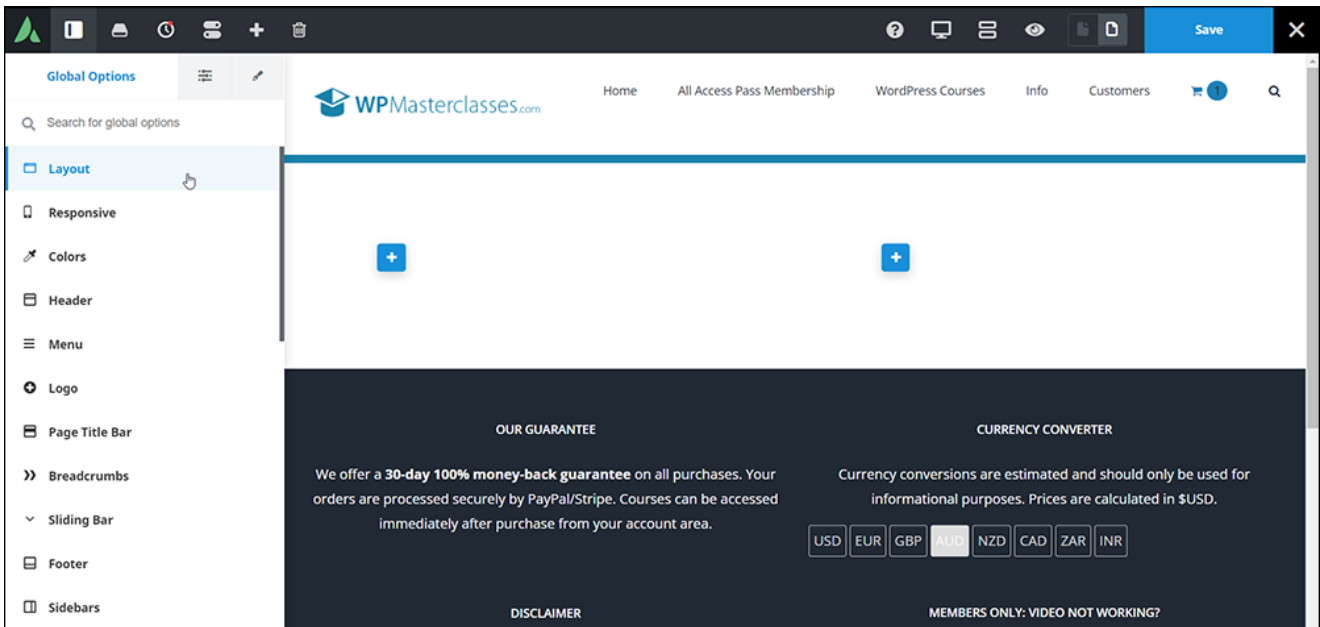 Save
Global Options
Search for global options
Layout
Responsive
Colors
Header
Menu
Logo
Page Title Bar
Breadcrumbs
Sliding Bar
Footer
Sidebars
WPMasterclasses.com
Home All Access Pass Membership WordPress Courses Info Customers 1
OUR GUARANTEE
We offer a 30-day 100% money-back guarantee on all purchases. Your
orders are processed securely by PayPal/Stripe. Courses can be accessed
immediately after purchase from your account area.
CURRENCY CONVERTER
Currency conversions are estimated and should only be used for
informational purposes. Prices are calculated in $USD.
USD EUR GBP AUD NZD CAD ZAR INR
DISCLAIMER
MEMBERS ONLY: VIDEO NOT WORKING?